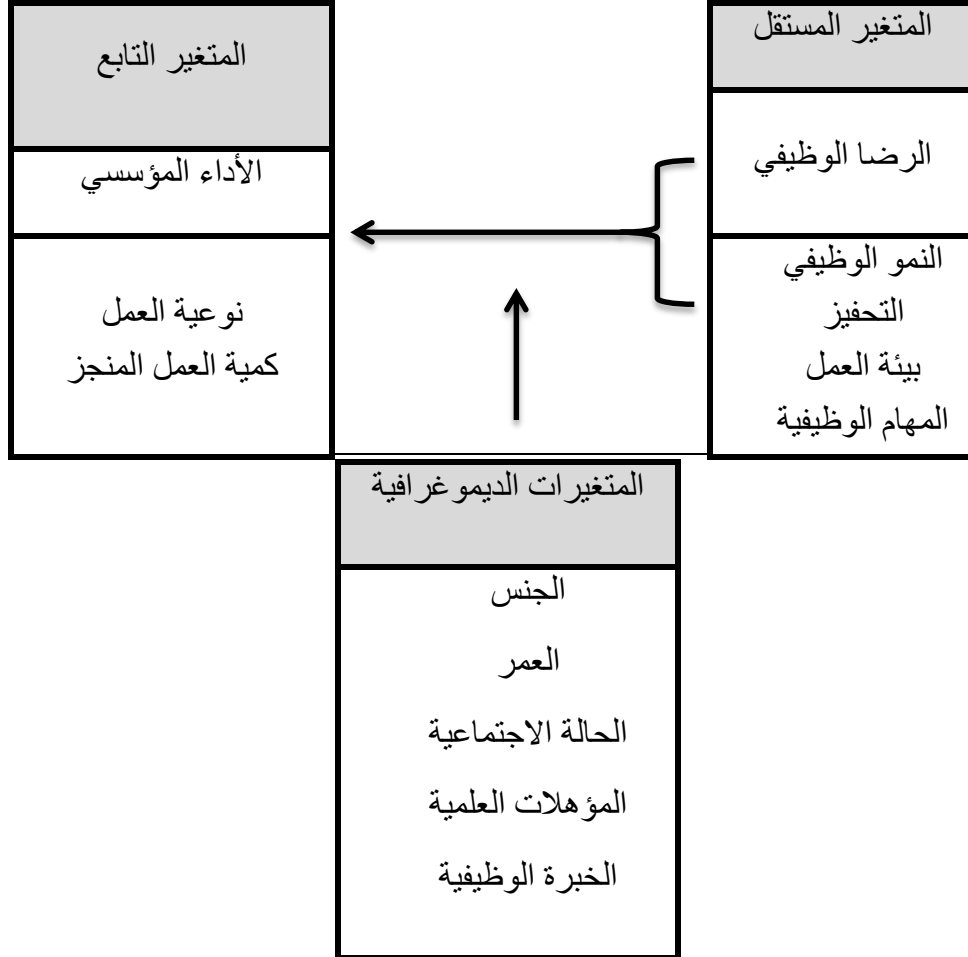 المتغير المستقل
الرضا الوظيفي
النمو الوظيفي
التحفيز
بيئة العمل
المهام الوظيفية
المتغير التابع
الأداء المؤسسي
نوعية العمل
كمية العمل المنجز
المتغيرات الديموغرافية
الجنس
العمر
الحالة الاجتماعية
المؤهلات العلمية
الخبرة الوظيفية